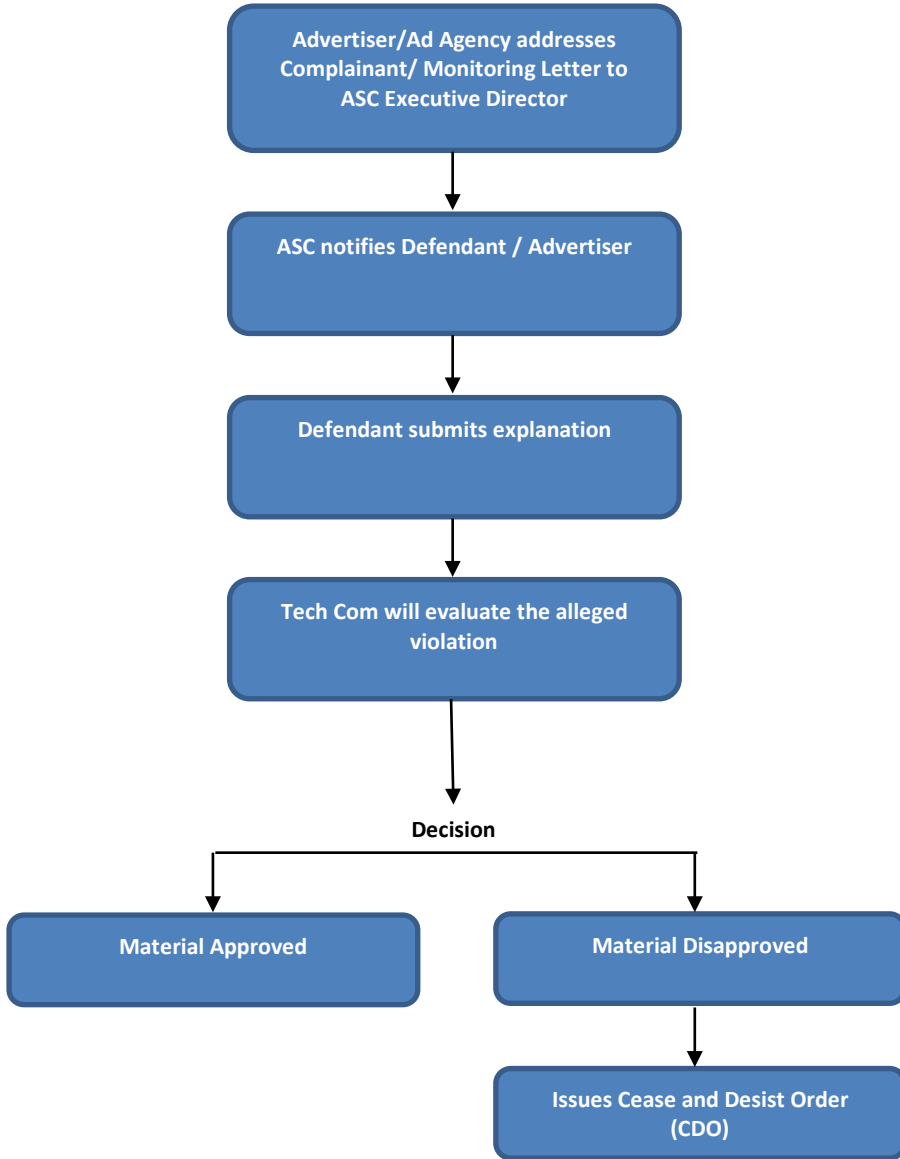 Advertiser/Ad Agency addresses
Complainant/ Monitoring Letter to
ASC Executive Director
ASC notifies Defendant / Advertiser
Defendant submits explanation
Tech Com will evaluate the alleged
violation
Decision
Material Approved
Material Disapproved
Issues Cease and Desist Order
(CDO)